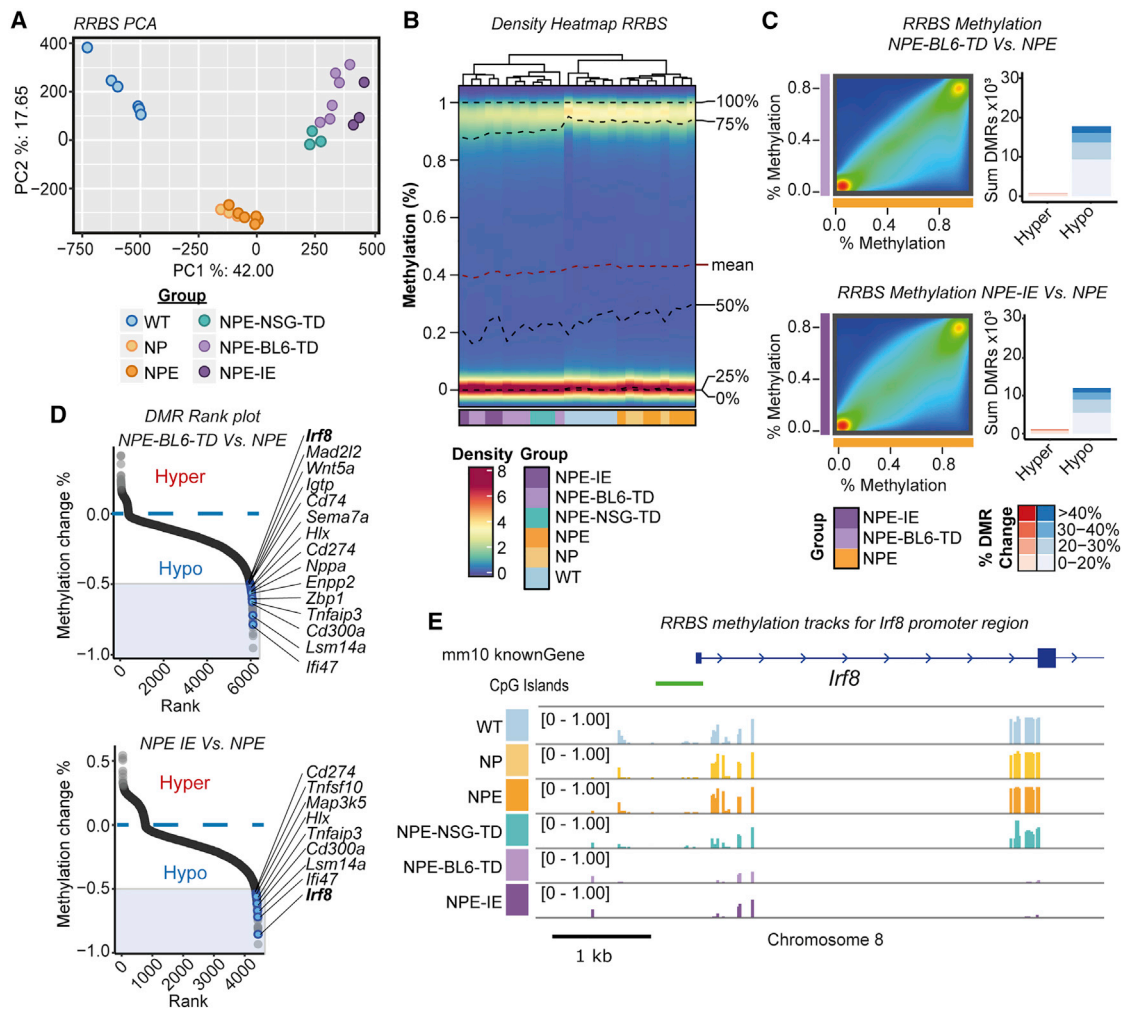 A
RRBS PCA
400
200
0
−200
PC2 %: 17.65
−750
−500
−250
0
250
500
PC1 %: 42.00
Group
WT
NP
NPE
NPE-NSG-TD
NPE-BL6-TD
NPE-IE
B
Density Heatmap RRBS
1
0.8
0.6
0.4
0.2
0
Methylation (%)
100%
75%
mean
50%
25%
0%
Density
8
6
4
2
0
Group
NPE-IE
NPE-BL6-TD
NPE-NSG-TD
NPE
NP
WT
C
RRBS Methylation
NPE-BL6-TD Vs. NPE
% Methylation
0.8
0.4
0.0
0.0
0.4
0.8
% Methylation
Sum DMRs x10³
30
20
10
0
Hyper
Hypo
RRBS Methylation NPE-IE Vs. NPE
% Methylation
0.8
0.4
0.0
0.0
0.4
0.8
% Methylation
Sum DMRs x10³
30
20
10
0
Hyper
Hypo
Group
NPE-IE
NPE-BL6-TD
NPE
% DMR
Change
>40%
30−40%
20−30%
0−20%
D
DMR Rank plot
NPE-BL6-TD Vs. NPE
Methylation change %
0.0
−0.5
−1.0
Hyper
Hypo
0
2000
4000
6000
Rank
Irf8
Mad2l2
Wnt5a
Igtp
Cd74
Sema7a
Hlx
Cd274
Nppa
Enpp2
Zbp1
Tnfaip3
Cd300a
Lsm14a
Ifi47
NPE IE Vs. NPE
Methylation change %
0.5
0.0
−0.5
−1.0
Hyper
Hypo
0
1000
2000
3000
4000
Rank
Cd274
Tnfsf10
Map3k5
Hlx
Tnfaip3
Cd300a
Lsm14a
Ifi47
Irf8
E
RRBS methylation tracks for Irf8 promoter region
mm10 knownGene
Irf8
CpG Islands
WT
[0 - 1.00]
NP
[0 - 1.00]
NPE
[0 - 1.00]
NPE-NSG-TD
[0 - 1.00]
NPE-BL6-TD
[0 - 1.00]
NPE-IE
[0 - 1.00]
1 kb
Chromosome 8